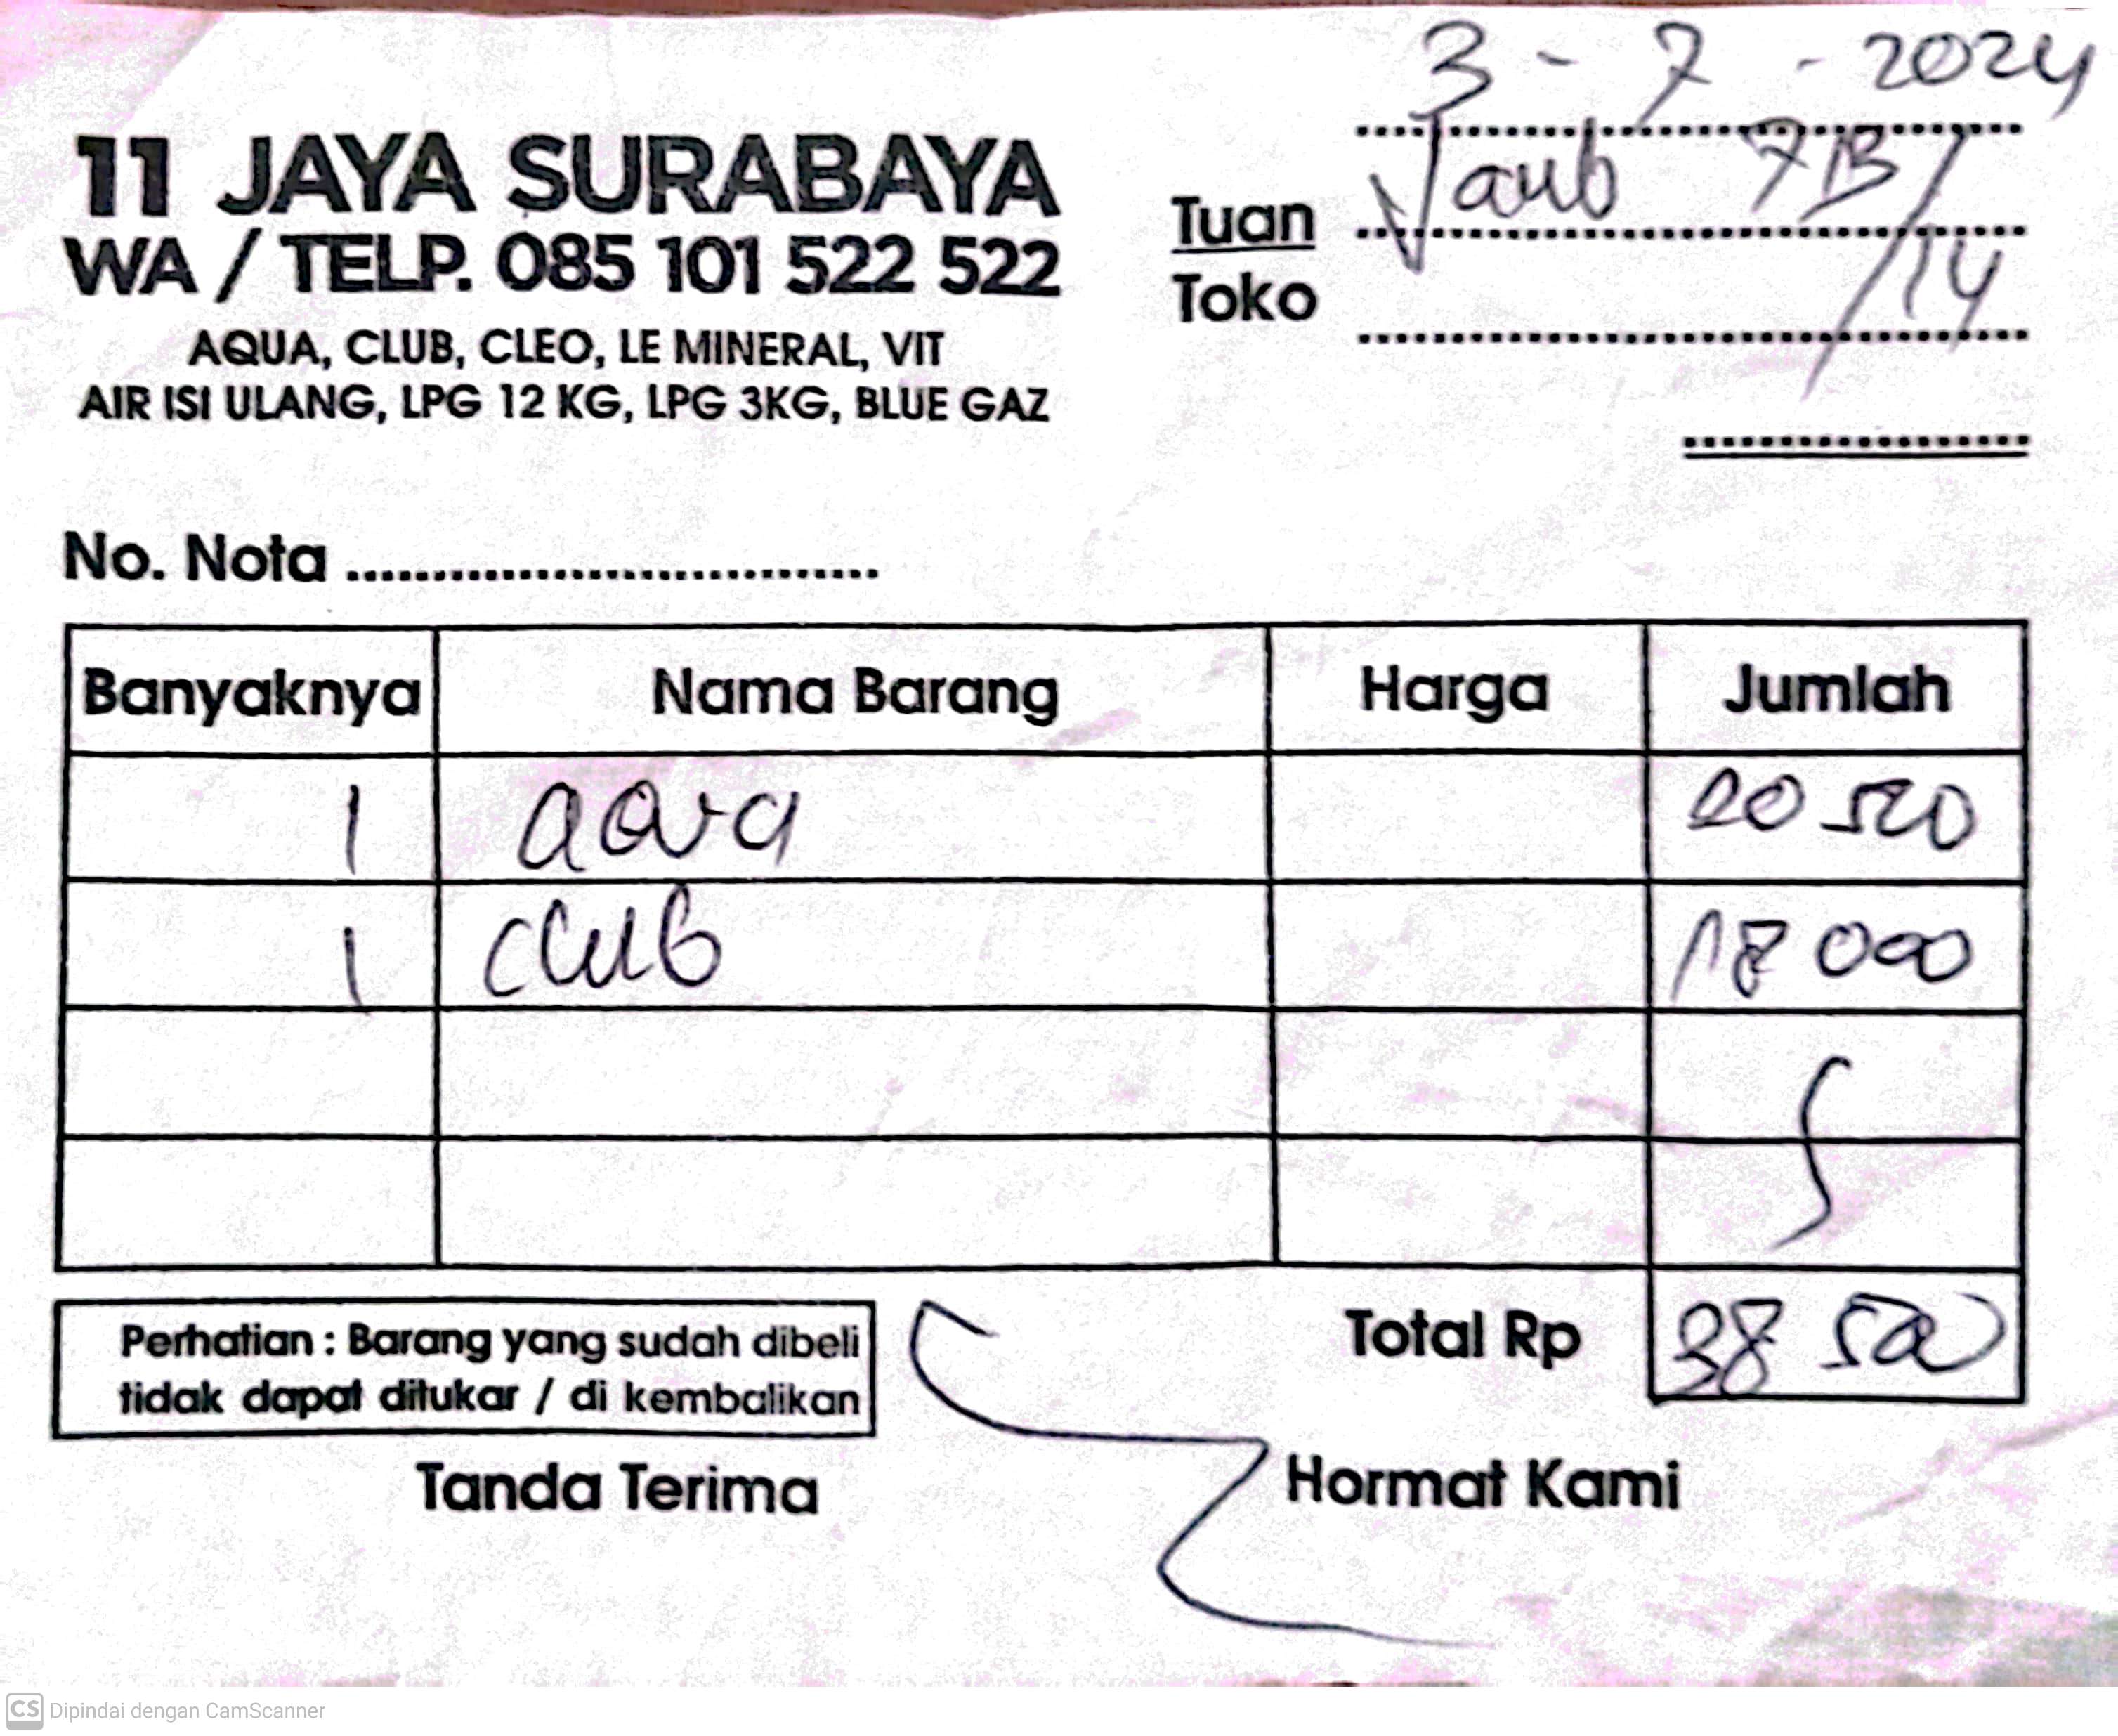 3 - 7 - 2024
11 JAYA SURABAYA
WA / TELP. 085 101 522 522
AQUA, CLUB, CLEO, LE MINERAL, VIT
AIR ISI ULANG, LPG 12 KG, LPG 3KG, BLUE GAZ
Tuan 7B/
Toko 14
No. Nota
Banyaknya Nama Barang Harga Jumlah
1 aqua 20 500
1 club 18 000
Total Rp 38 500
Perhatian : Barang yang sudah dibeli
tidak dapat ditukar / di kembalikan
Tanda Terima Hormat Kami
CS Dipindai dengan CamScanner